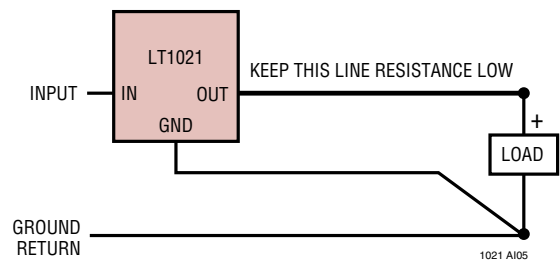 LT1021
KEEP THIS LINE RESISTANCE LOW
INPUT
IN
OUT
GND
+
LOAD
GROUND
RETURN
1021 AI05